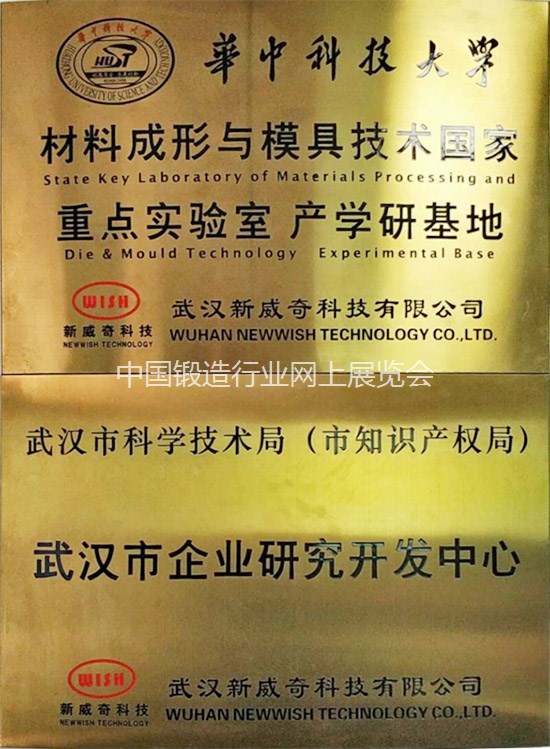 華中科技大学
HUST
材料成形与模具技术国家
State Key Laboratory of Materials Processing and
重点实验室 产学研基地
Die & Mould Technology Experimental Base
WISH
新威奇科技
NEWWISH TECHNOLOGY
武汉新威奇科技有限公司
WUHAN NEWWISH TECHNOLOGY CO.,LTD.
中国锻造行业网上展览会
武汉市科学技术局（市知识产权局）
武汉市企业研究开发中心
WISH
新威奇科技
NEWWISH TECHNOLOGY
武汉新威奇科技有限公司
WUHAN NEWWISH TECHNOLOGY CO.,LTD.